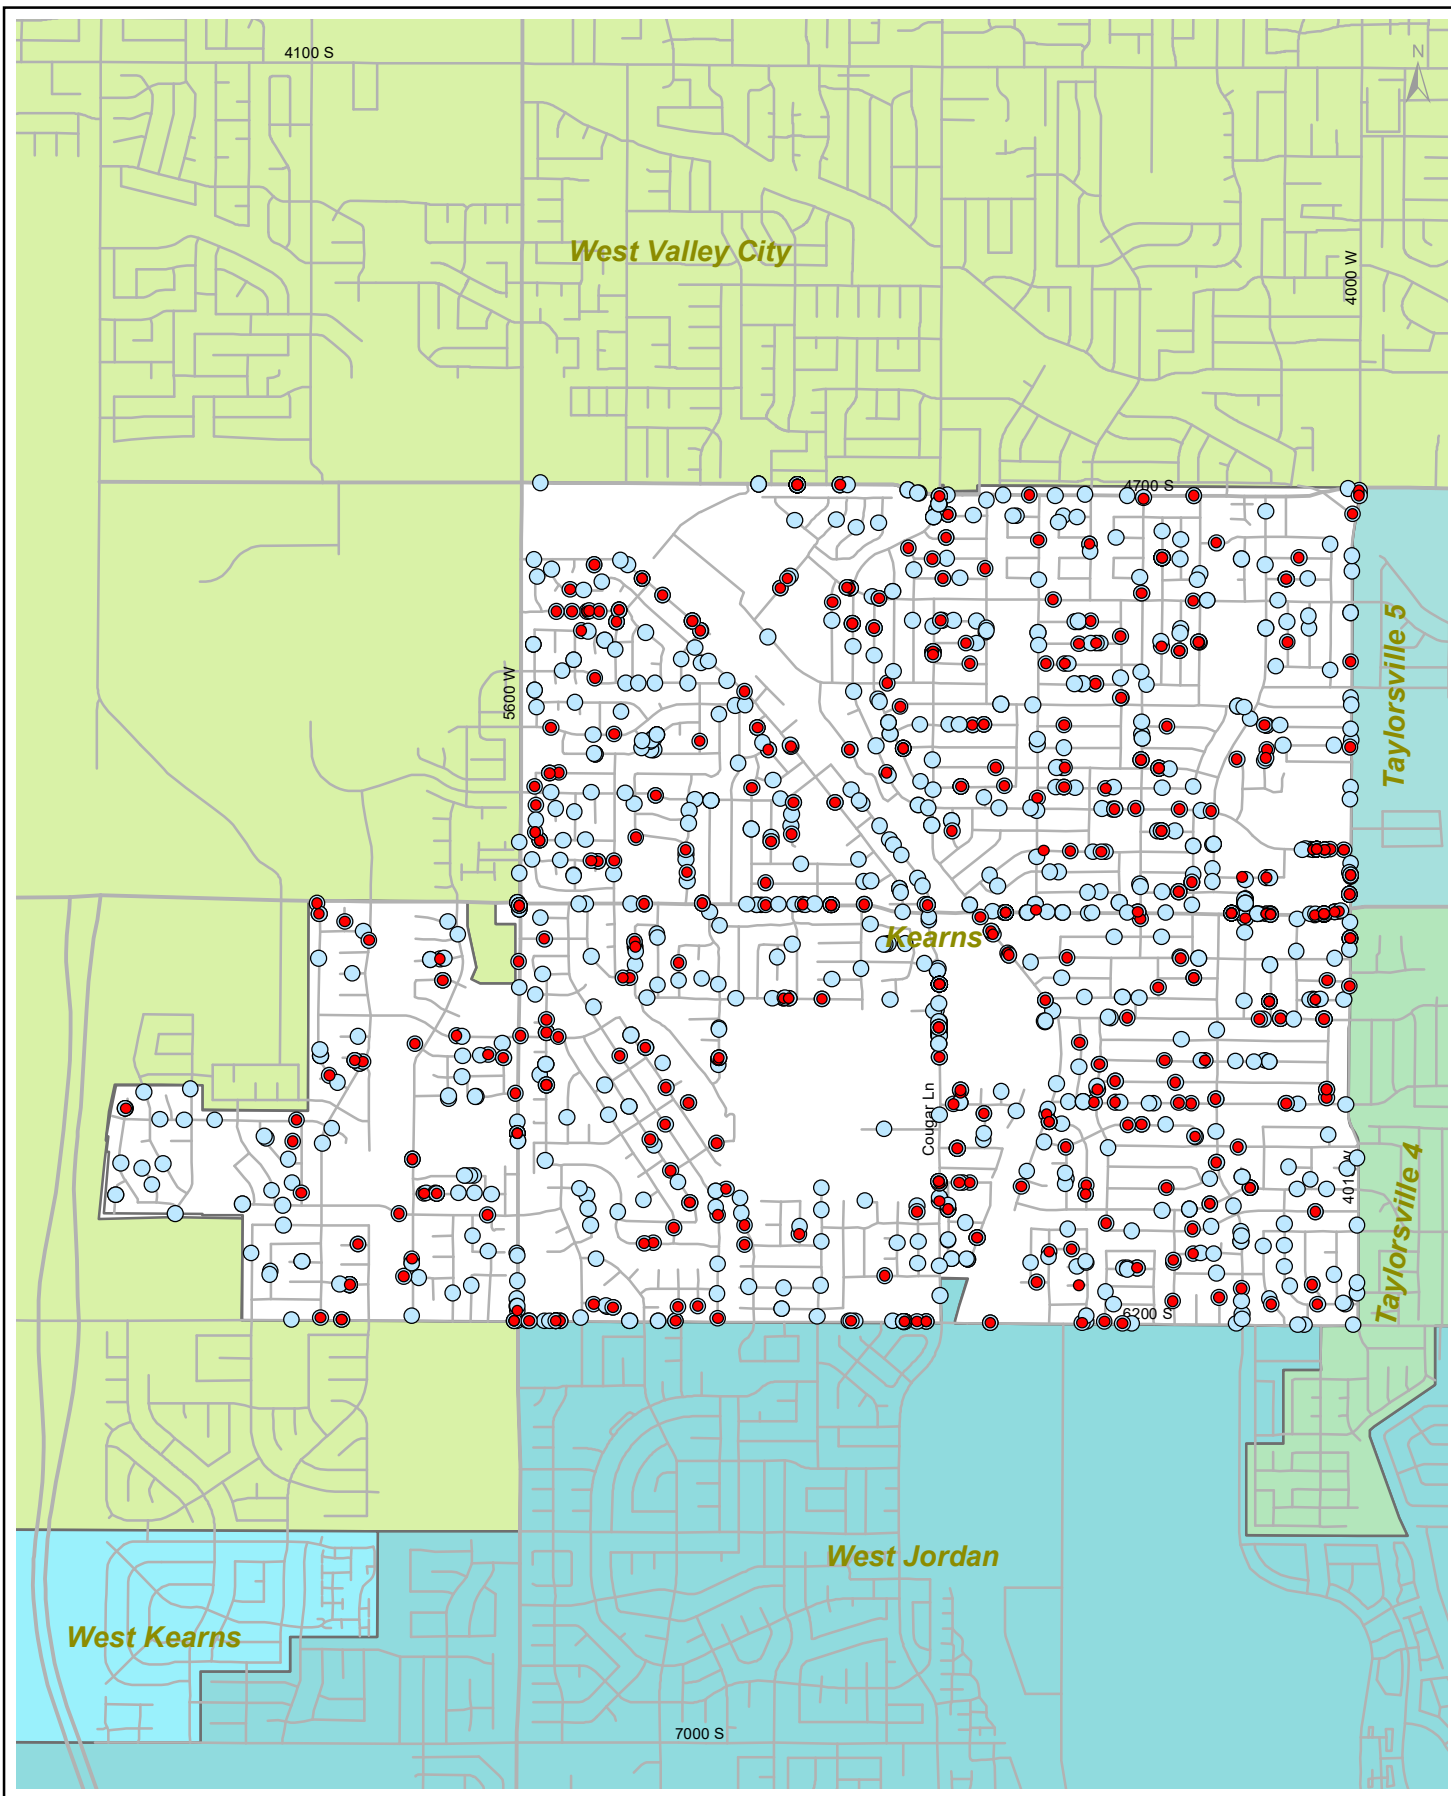 4100 S
N
West Valley City
4000 W
4700 S
Taylorsville 5
5600 W
Kearns
Cougar Ln
4010 W
Taylorsville 4
6200 S
West Jordan
West Kearns
7000 S